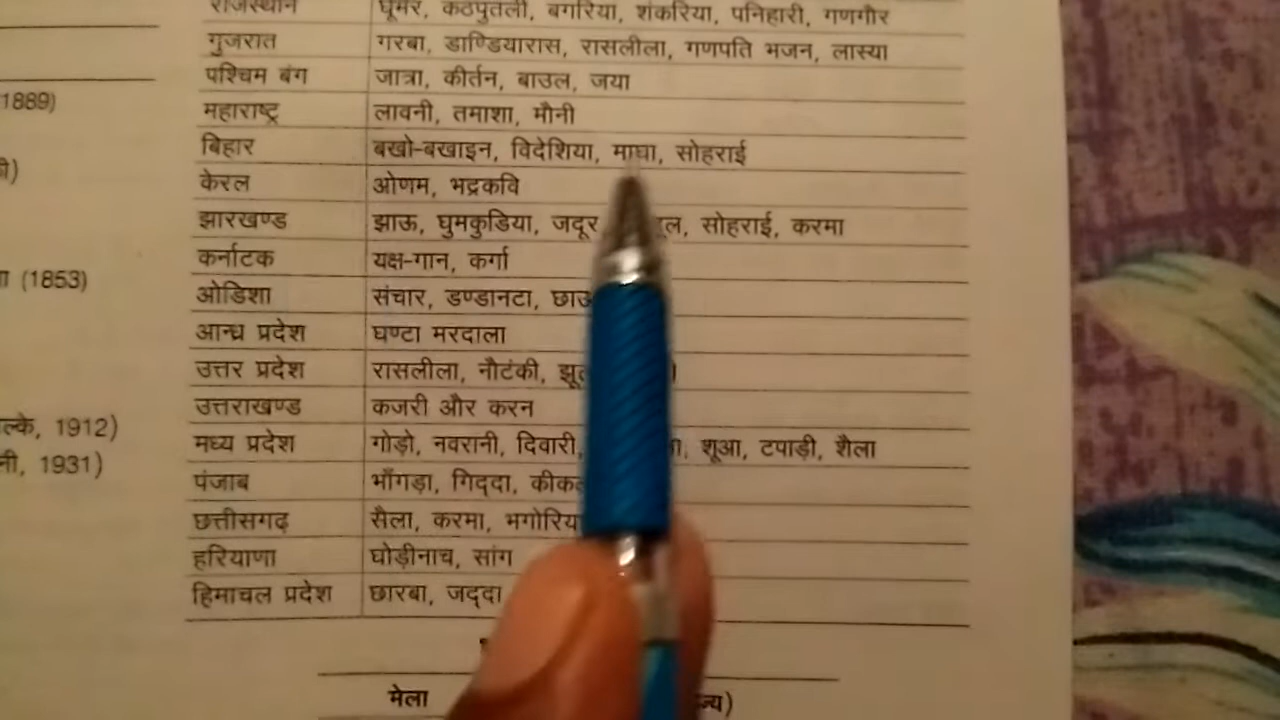 राजस्थान घूमर, कठपुतली, बगरिया, शंकरिया, पनिहारी, गणगौर
गुजरात गरबा, डाण्डियारास, रासलीला, गणपति भजन, लास्या
पश्चिम बंग जात्रा, कीर्तन, बाउल, जया
1889)
महाराष्ट्र लावनी, तमाशा, मौनी
बिहार बखो-बखाइन, विदेशिया, माघा, सोहराई
केरल ओणम, भद्रकवि
झारखण्ड झाऊ, घुमकुडिया, जदूर सोहराई, करमा
कर्नाटक यक्ष-गान, कर्गा
(1853)
ओडिशा संचार, डण्डानटा,
आन्ध्र प्रदेश घण्टा मरदाला
उत्तर प्रदेश रासलीला, नौटंकी,
उत्तराखण्ड कजरी और करन
ल्के, 1912)
मध्य प्रदेश गोड़ो, नवरानी, दिवारी, शूआ, टपाड़ी, शैला
नी, 1931)
पंजाब भाँगड़ा, गिद्दा,
छत्तीसगढ़ सैला, करमा,
हरियाणा घोड़ीनाच, सांग
हिमाचल प्रदेश छारबा, जद्दा
मेला